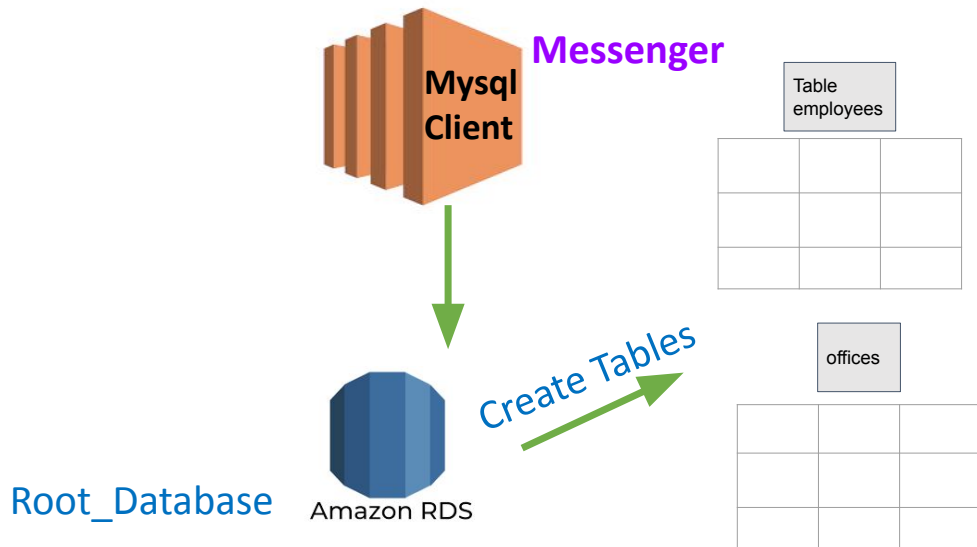 Messenger
Mysql
Client
Table
employees
Create Tables
offices
Root_Database
Amazon RDS